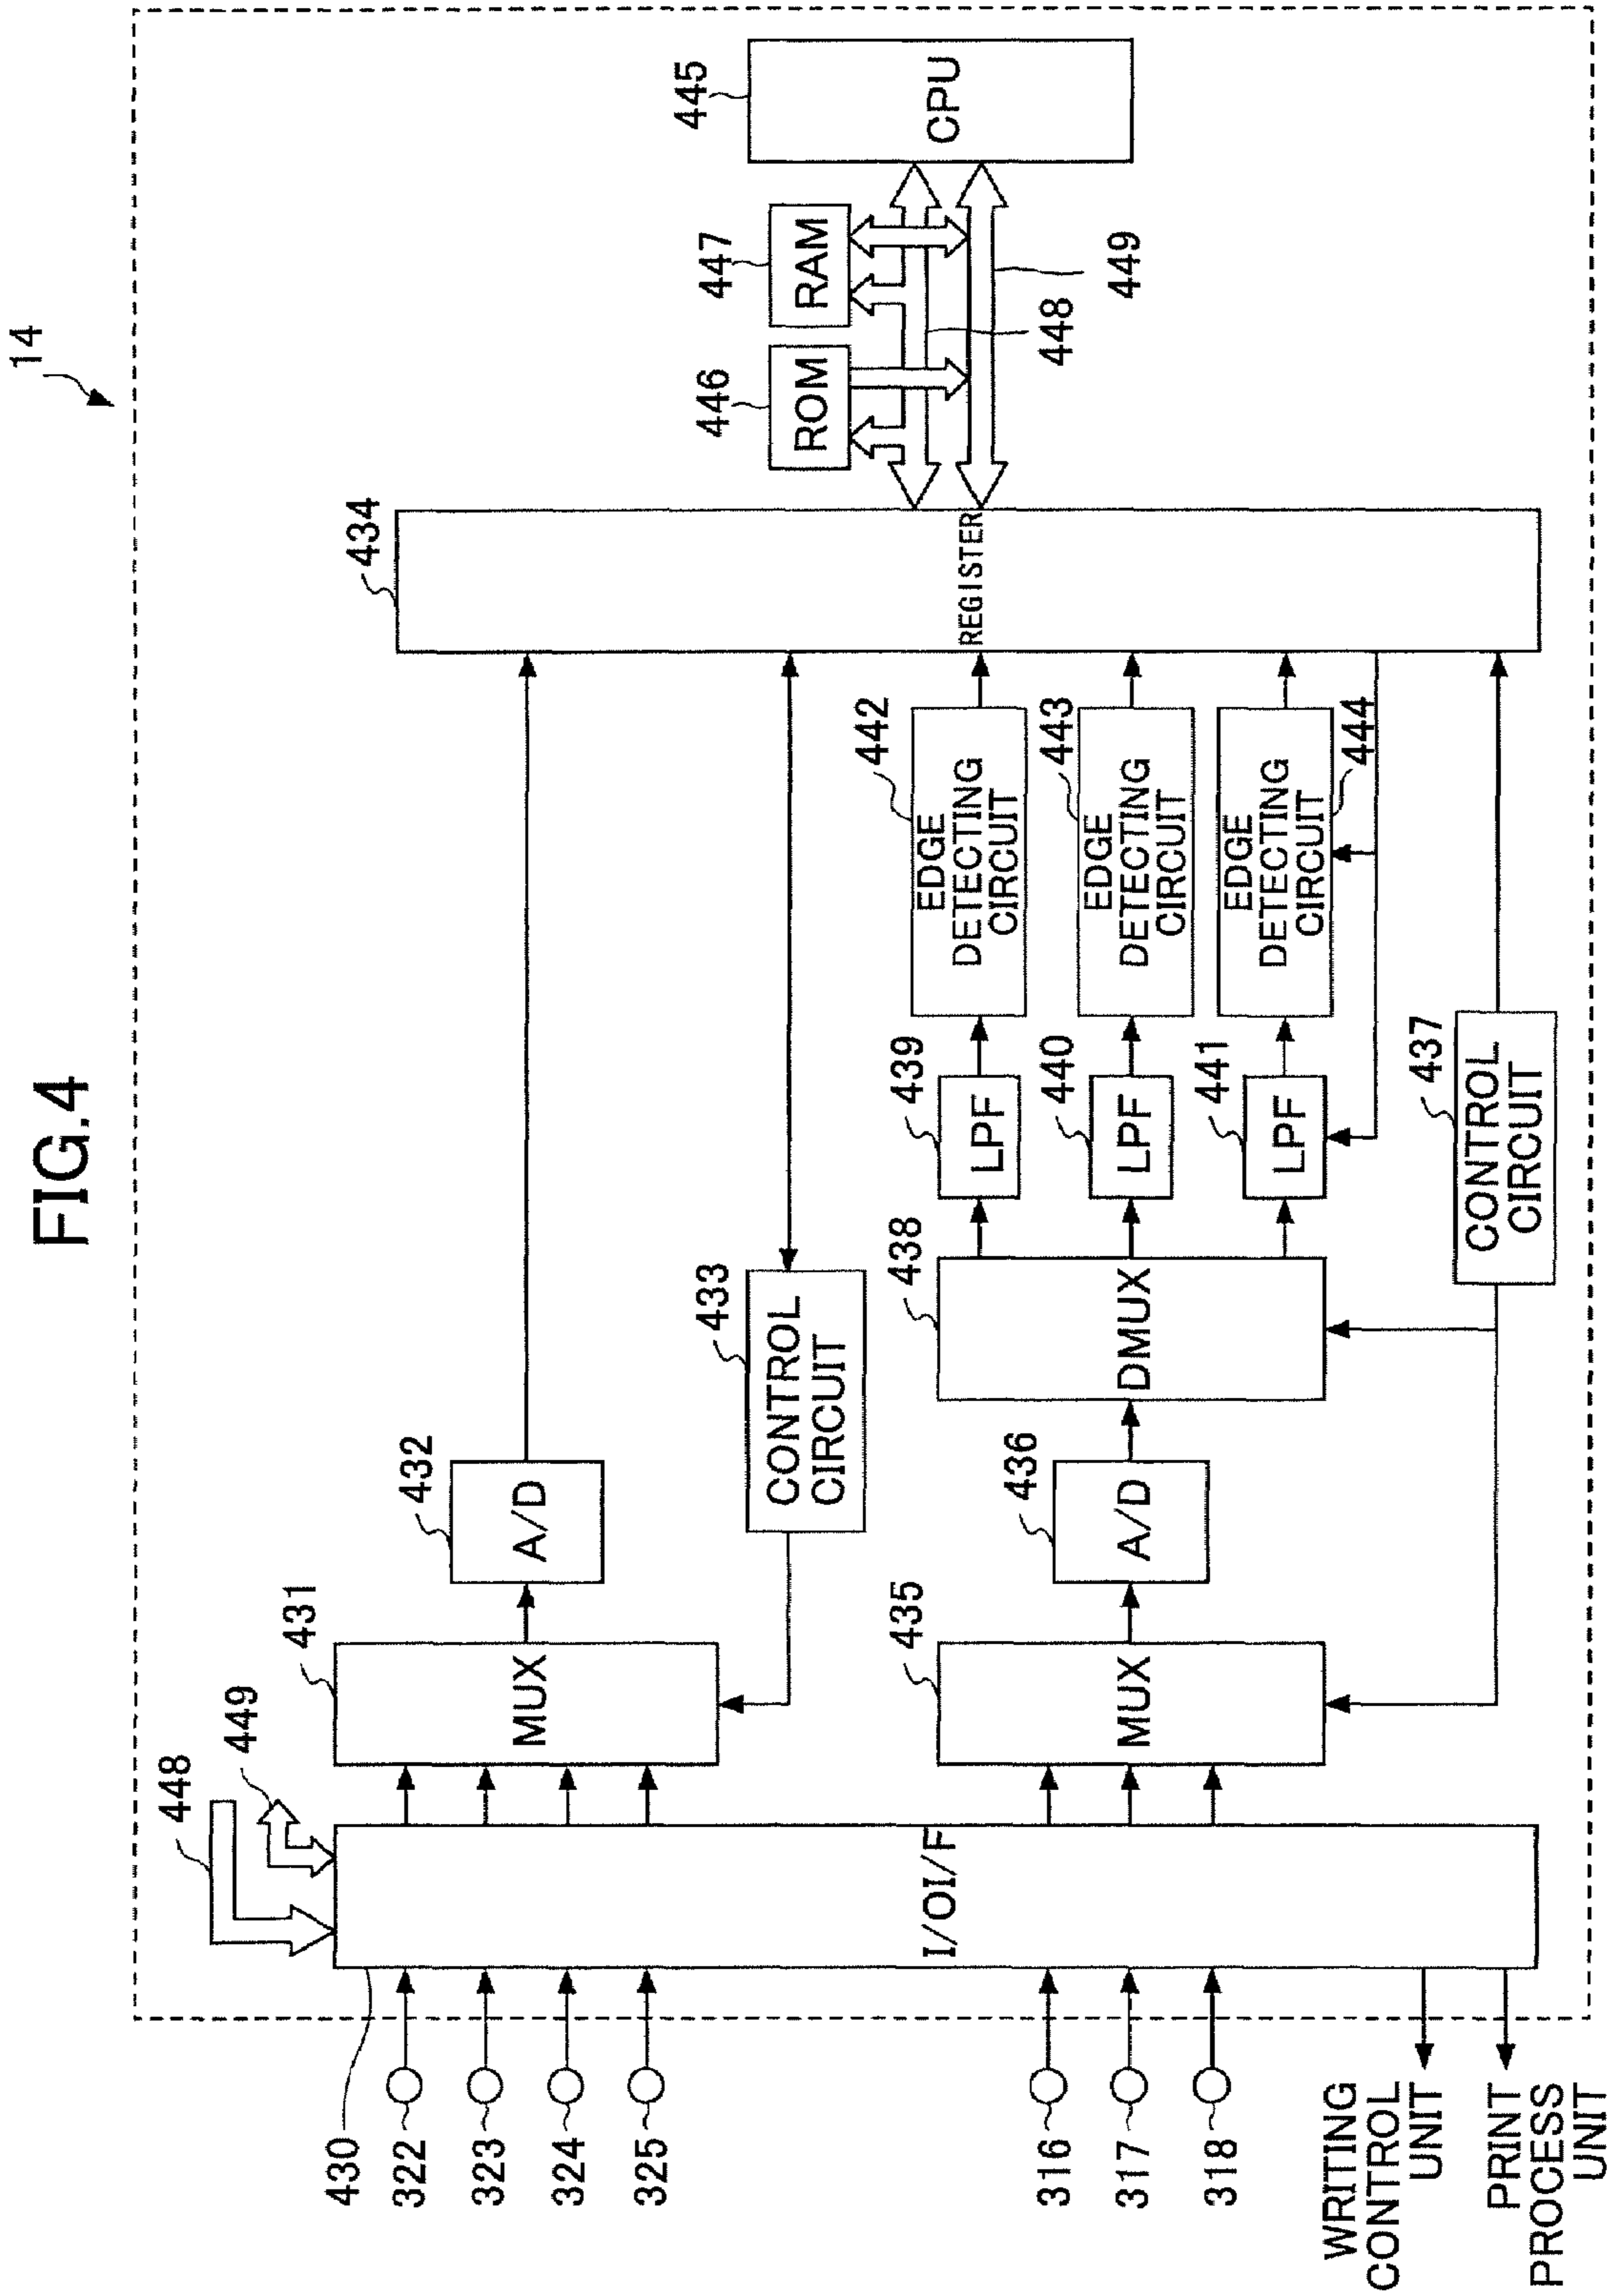 FIG.4
14
448
449
430
322
323
324
325
316
317
318
WRITING
CONTROL
UNIT
PRINT
PROCESS
UNIT
I/OI/F
431
MUX
432
A/D
433
CONTROL
CIRCUIT
435
MUX
436
A/D
438
DMUX
439
LPF
440
LPF
441
LPF
442
EDGE
DETECTING
CIRCUIT
443
EDGE
DETECTING
CIRCUIT
444
EDGE
DETECTING
CIRCUIT
437
CONTROL
CIRCUIT
434
REGISTER
446
ROM
447
RAM
448
449
445
CPU